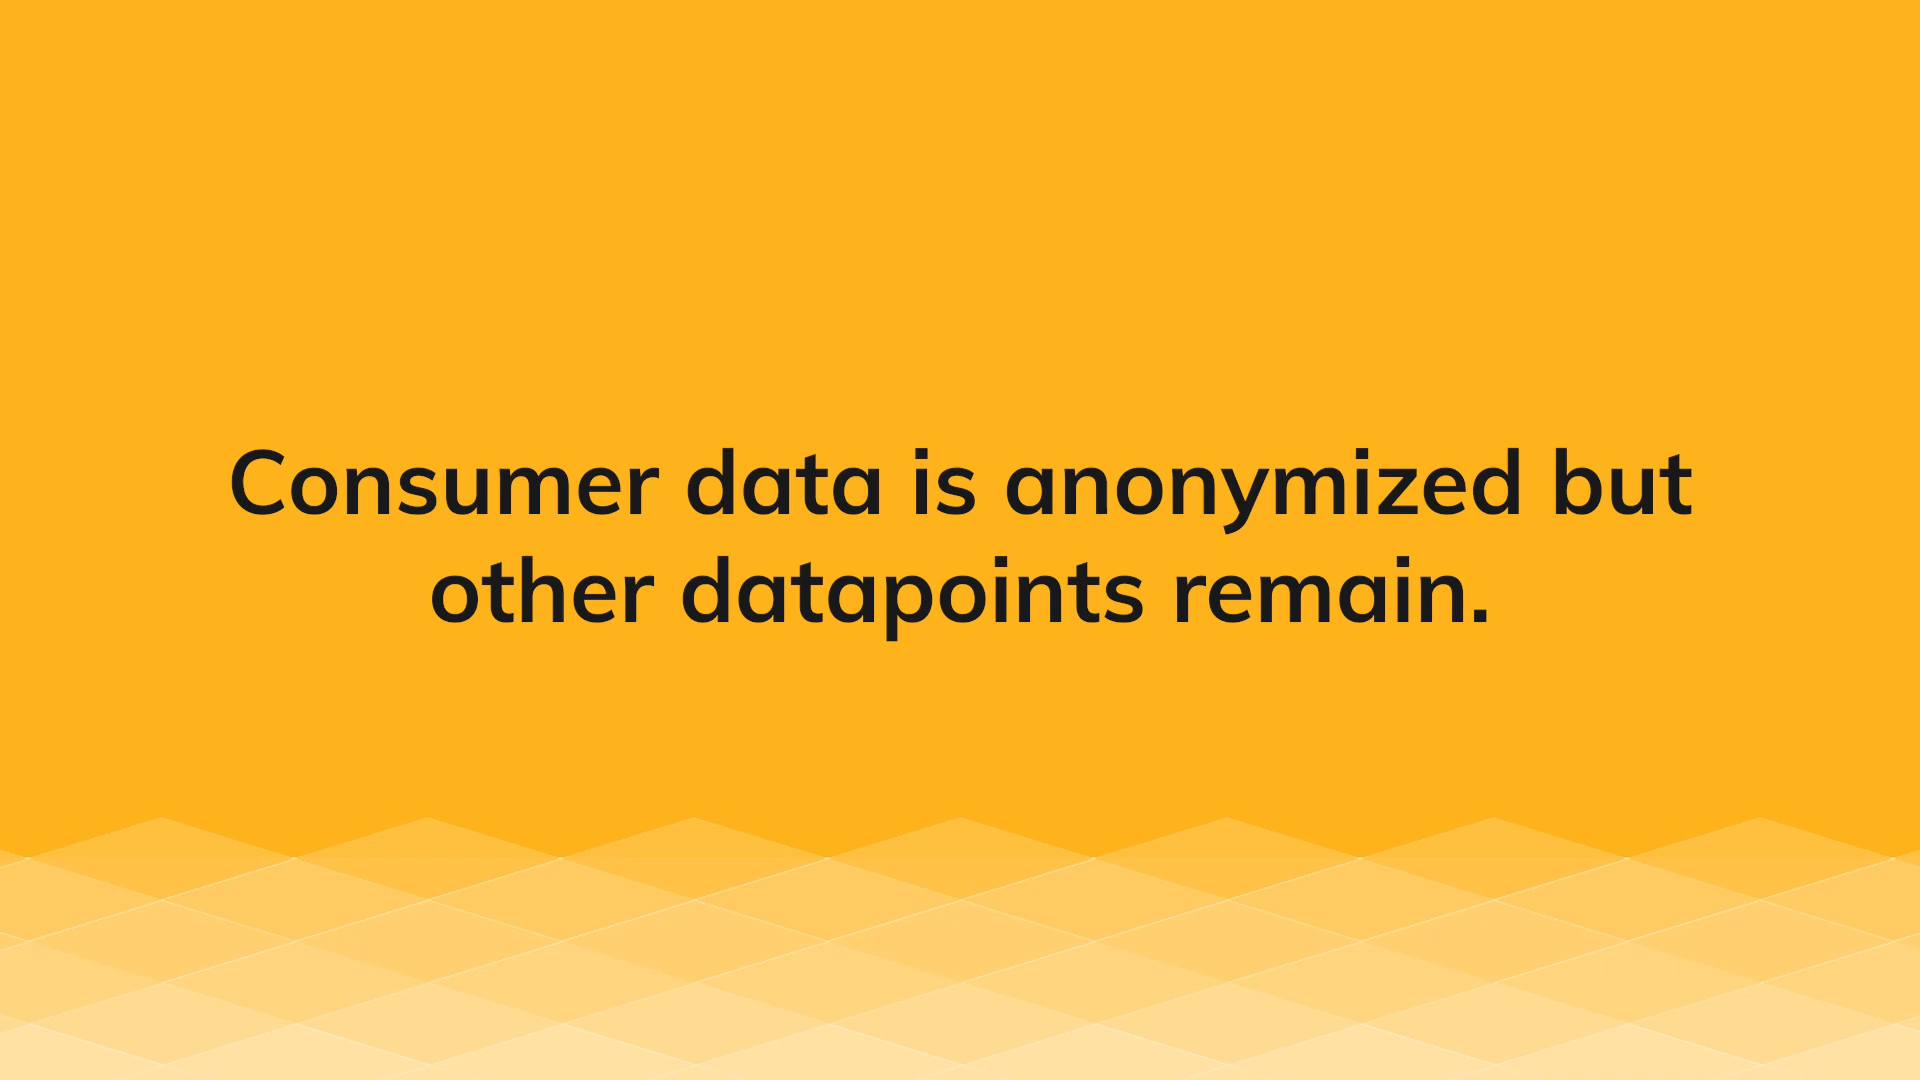 Consumer data is anonymized but
other datapoints remain.